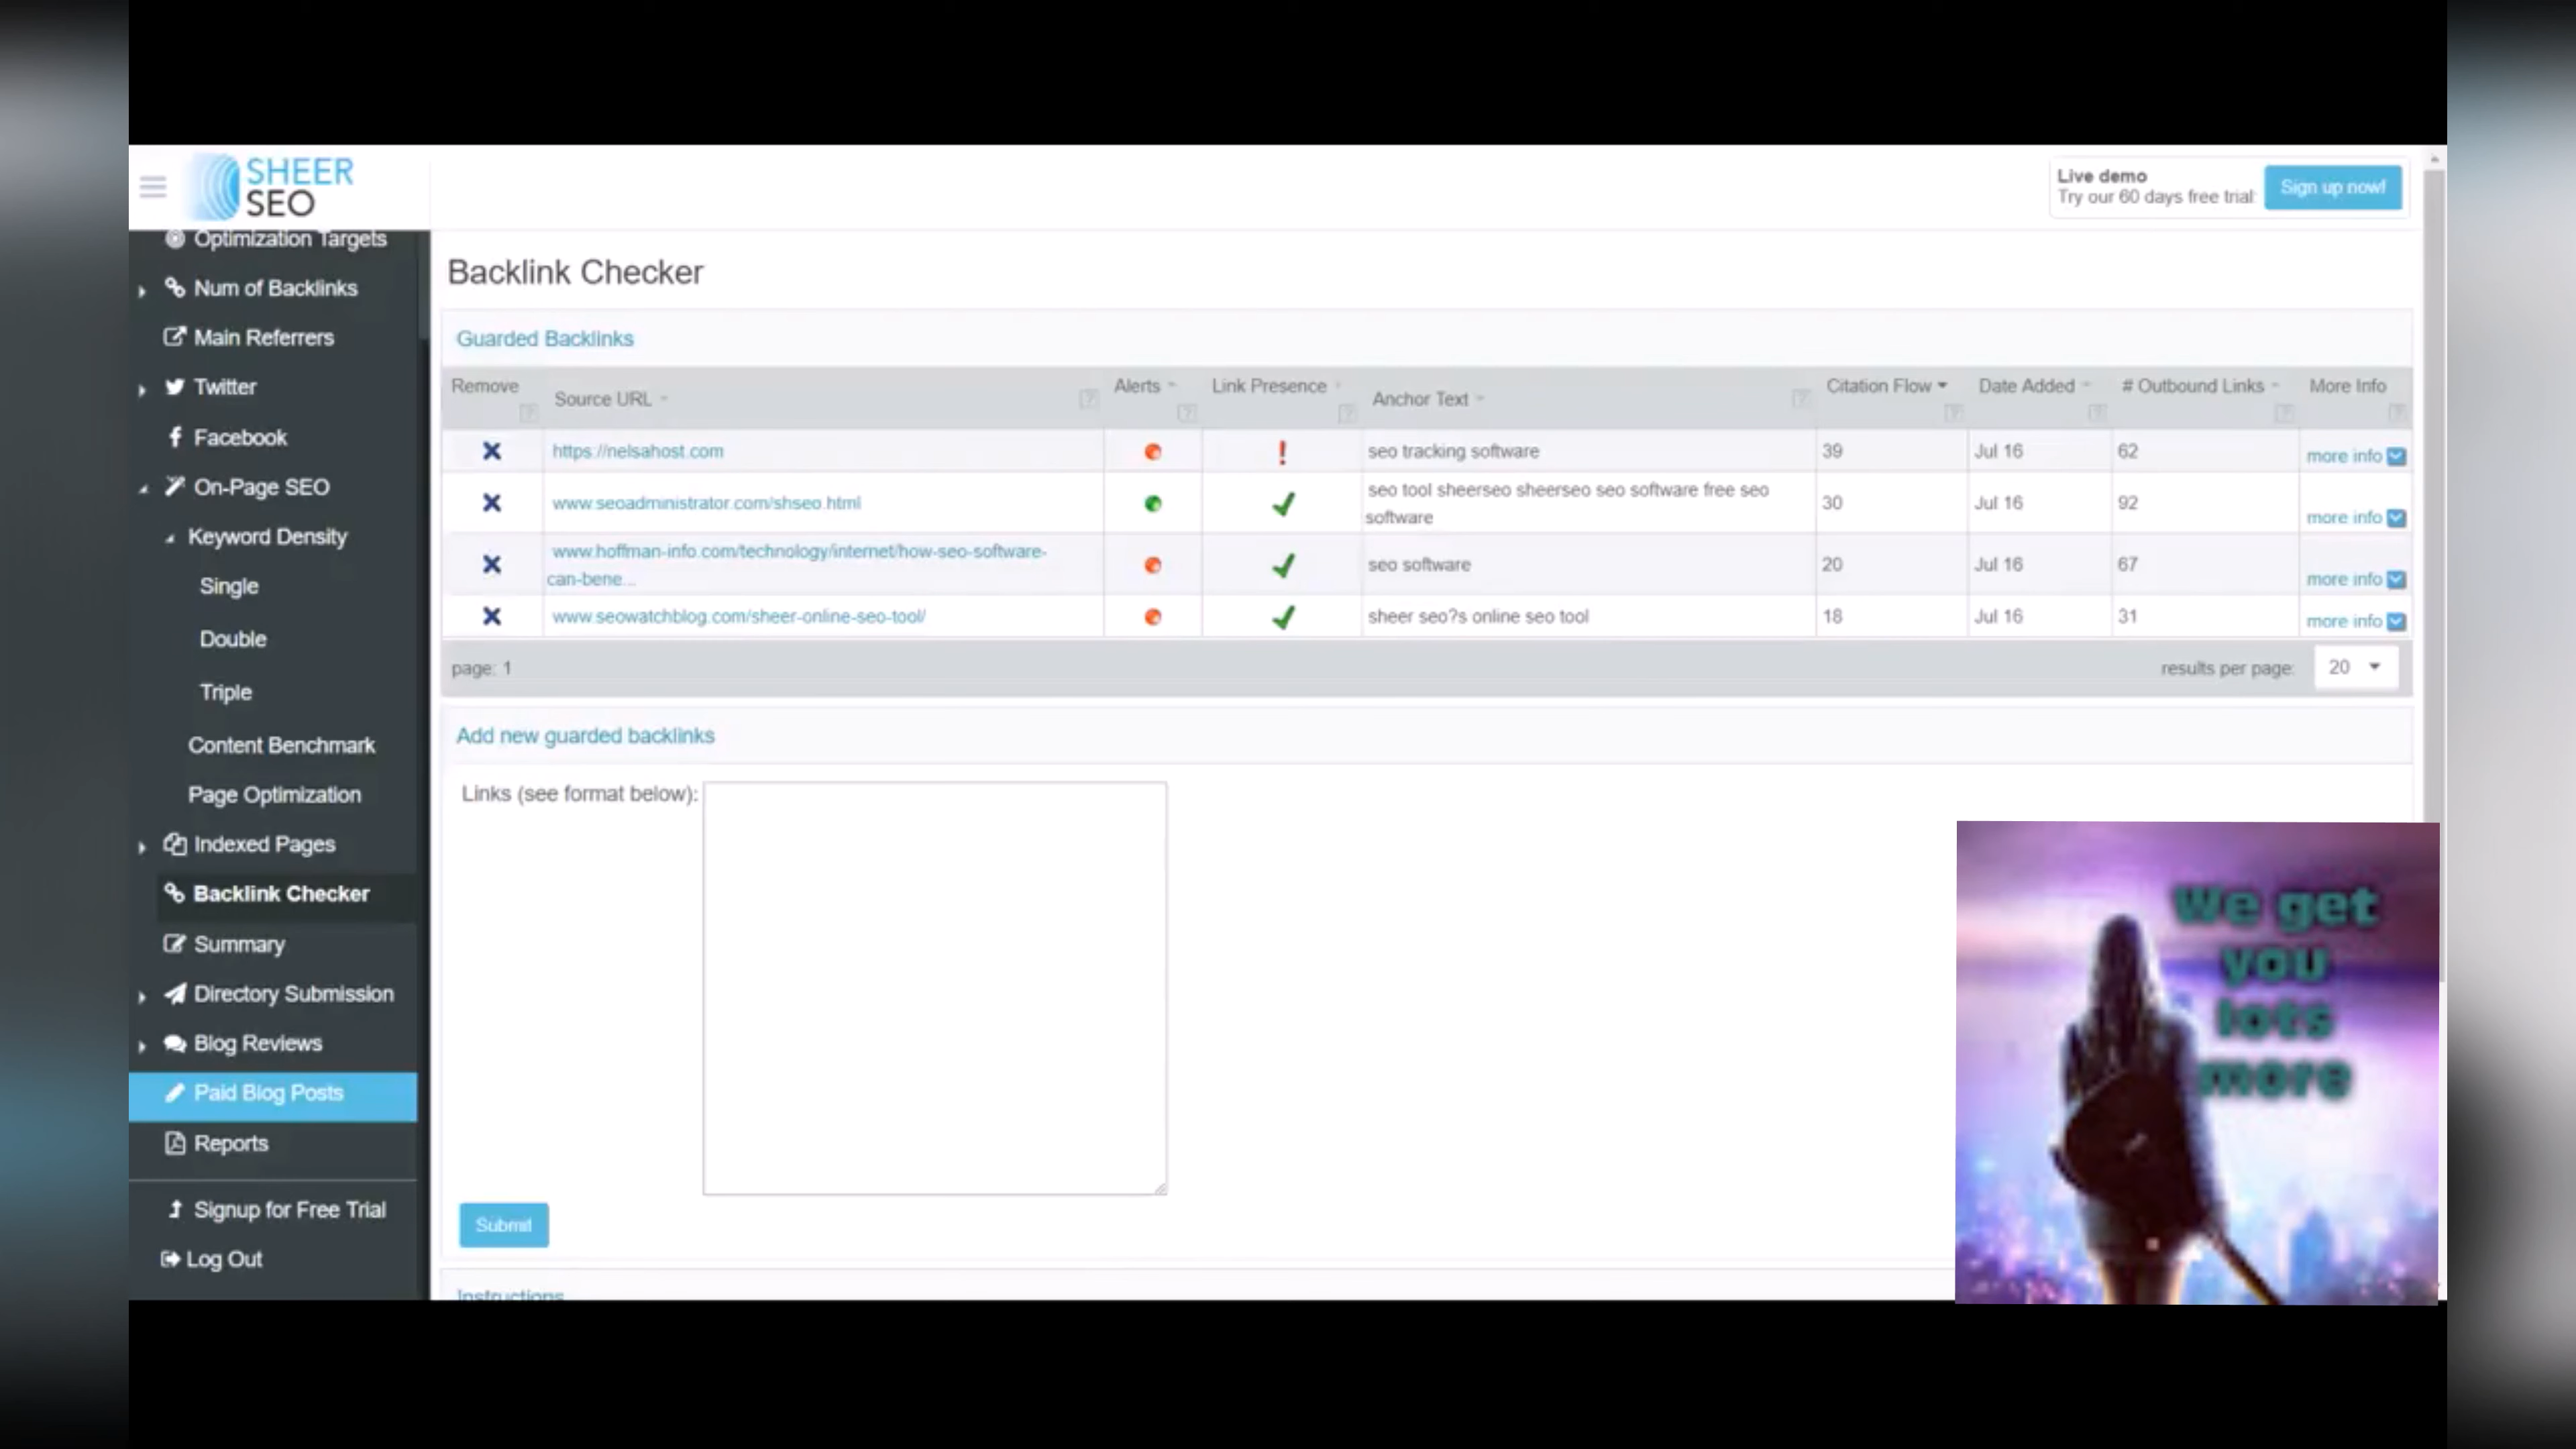 SHEER
SEO
Live demo
Try our 60 days free trial
Sign up now!
Optimization Targets
Num of Backlinks
Main Referrers
Twitter
Facebook
On-Page SEO
Keyword Density
Single
Double
Triple
Content Benchmark
Page Optimization
Indexed Pages
Backlink Checker
Summary
Directory Submission
Blog Reviews
Paid Blog Posts
Reports
Signup for Free Trial
Log Out
Backlink Checker
Guarded Backlinks
Remove Source URL Alerts Link Presence Anchor Text Citation Flow Date Added # Outbound Links More Info
https://nelsahost.com ! seo tracking software 39 Jul 16 62 more info
www.seoadministrator.com/shseo.html seo tool sheerseo sheerseo seo software free seo
software 30 Jul 16 92 more info
www.hoffman-info.com/technology/internet/how-seo-software-
can-bene... seo software 20 Jul 16 67 more info
www.seowatchblog.com/sheer-online-seo-tool/ sheer seo?s online seo tool 18 Jul 16 31 more info
page: 1 results per page: 20
Add new guarded backlinks
Links (see format below):
Submit
Instructions
We get
you
lots
more